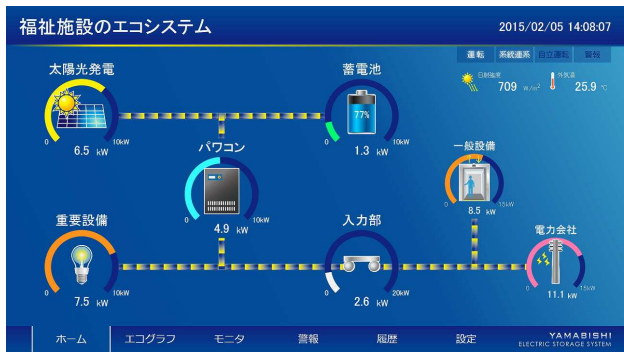 福祉施設のエコシステム
2015/02/05 14:08:07
運転 系統連系 自立運転 警報
日射強度 709 W/m²
外気温 25.9 ℃
太陽光発電
0 10kW
6.5 kW
蓄電池
77%
0 10kW
1.3 kW
パワコン
0 10kW
4.9 kW
一般設備
0 15kW
8.5 kW
重要設備
0 10kW
7.5 kW
入力部
0 20kW
2.6 kW
電力会社
0 15kW
11.1 kW
ホーム エコグラフ モニタ 警報 履歴 設定
YAMABISHI
ELECTRIC STORAGE SYSTEM